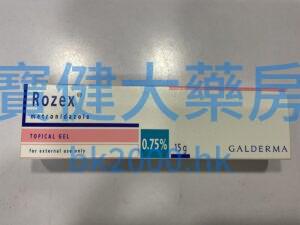 寶健大藥房
Rozex®
metronidazole
TOPICAL GEL
for external use only
0.75% 15g
GALDERMA
bk2000.hk